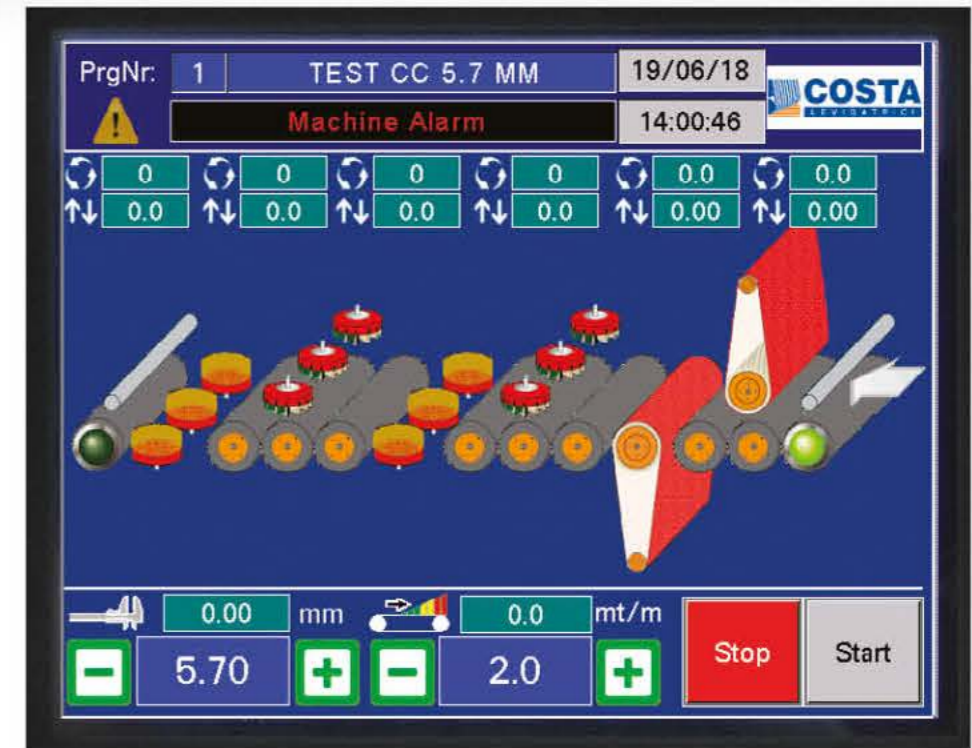 PrgNr: 1 TEST CC 5.7 MM 19/06/18
COSTA
LEVIGATRICI
Machine Alarm 14:00:46
0 0 0 0 0.0 0.0
0.0 0.0 0.0 0.0 0.00 0.00
0.00 mm 0.0 mt/m
5.70 2.0 Stop Start